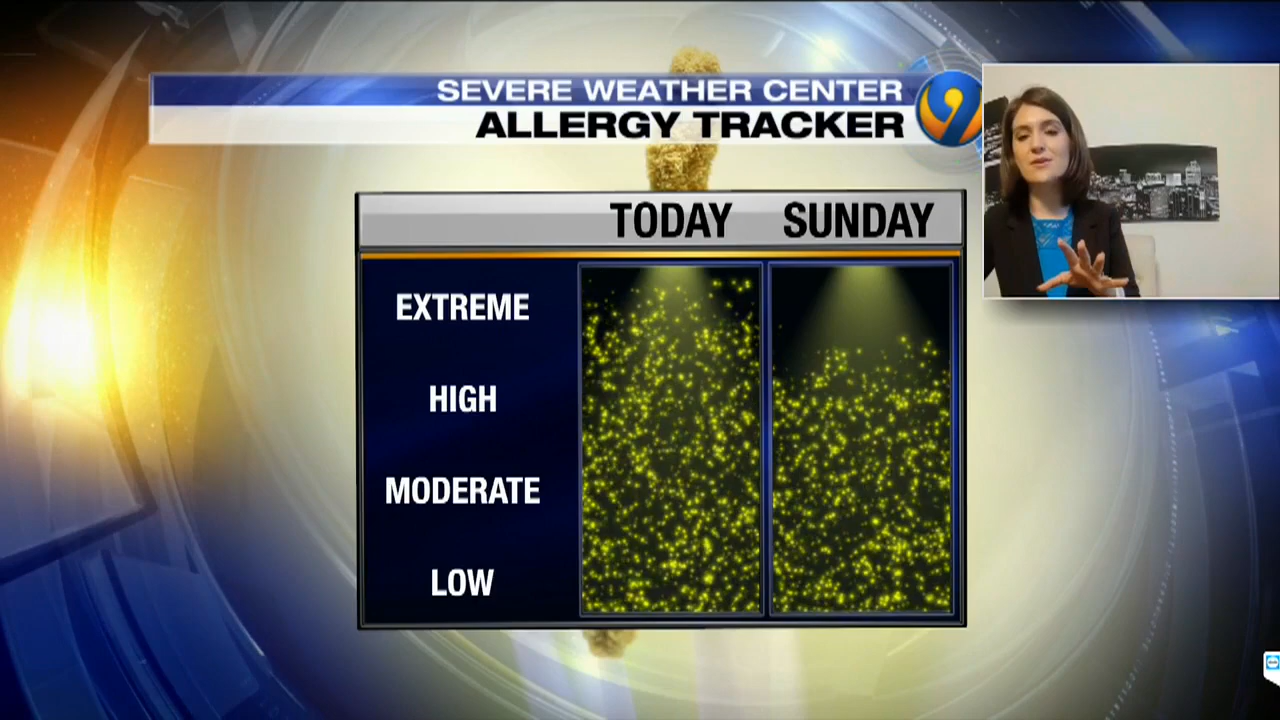 SEVERE WEATHER CENTER
ALLERGY TRACKER
9
TODAY SUNDAY
EXTREME
HIGH
MODERATE
LOW